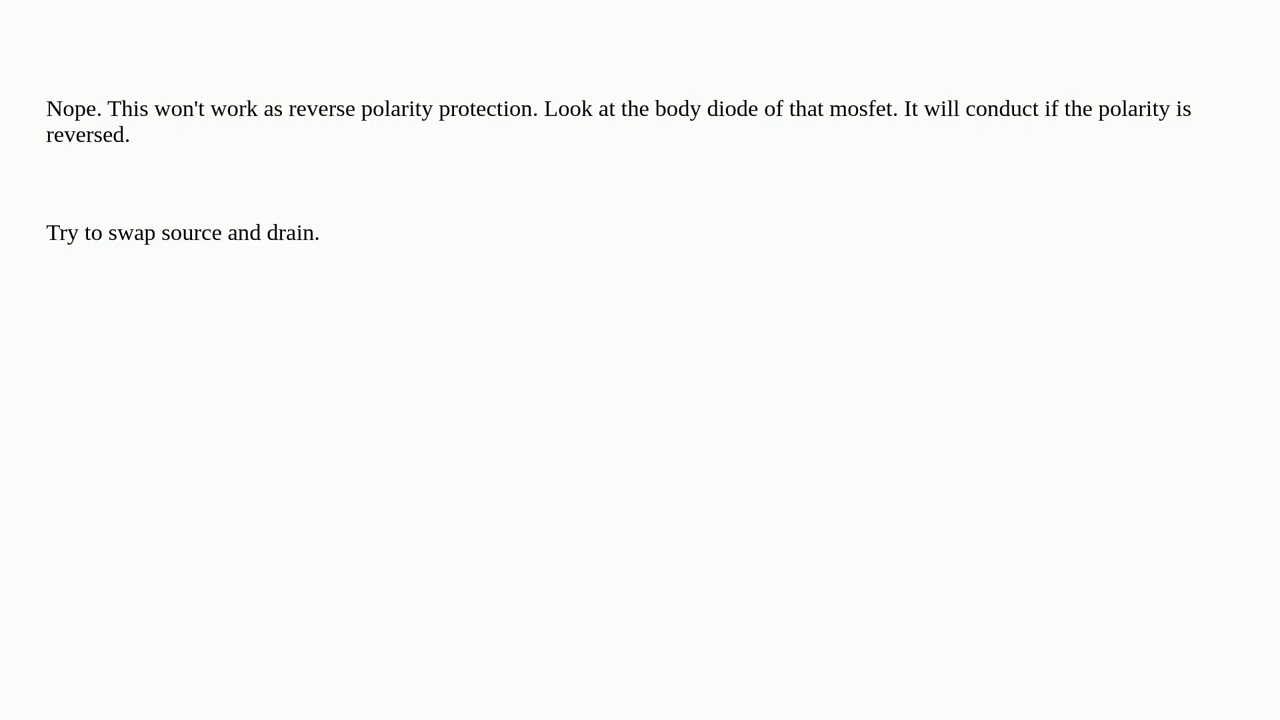 Nope. This won't work as reverse polarity protection. Look at the body diode of that mosfet. It will conduct if the polarity is
reversed.
Try to swap source and drain.